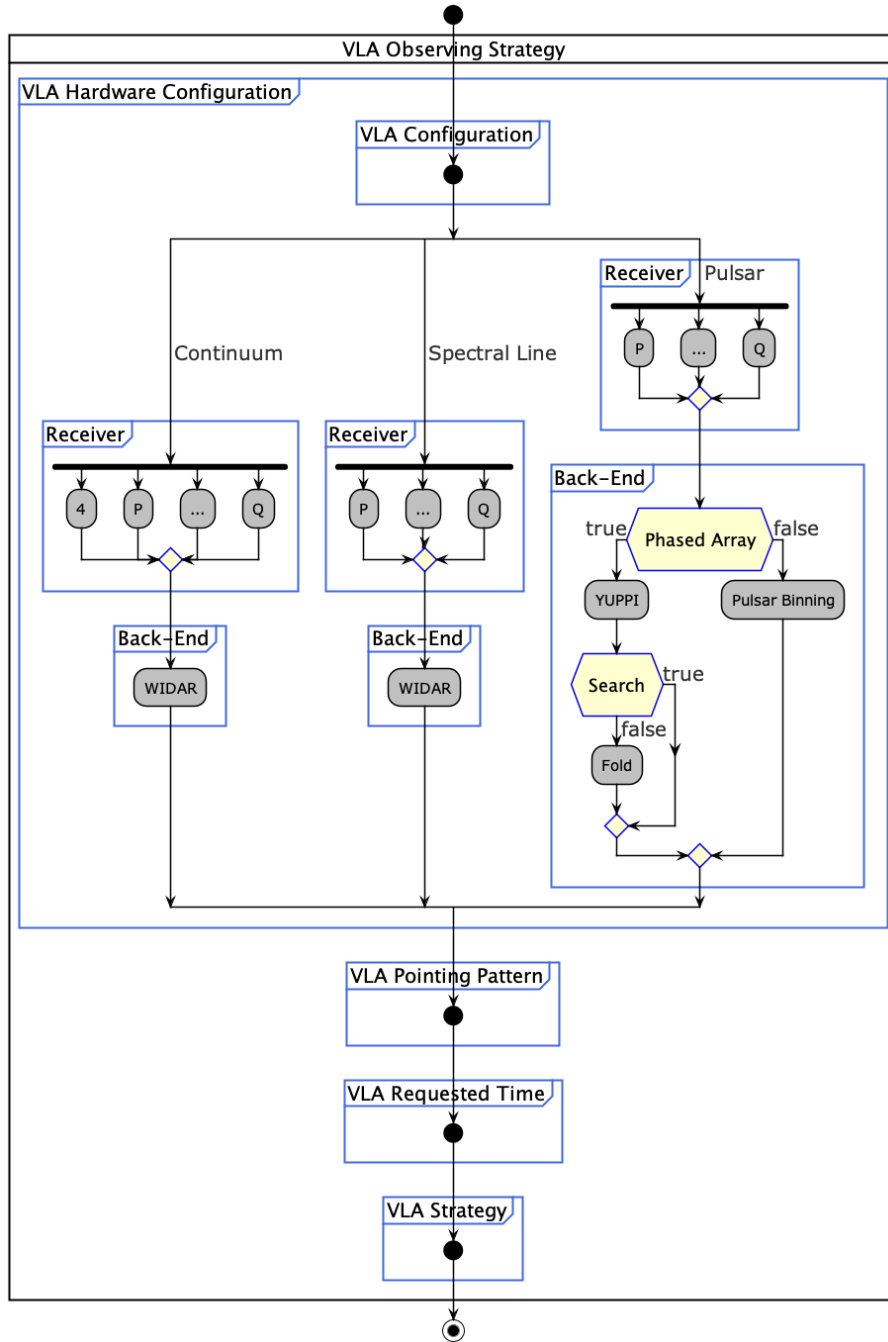 VLA Observing Strategy
VLA Hardware Configuration
VLA Configuration
Receiver
Pulsar
P
...
Q
Continuum
Spectral Line
Receiver
4
P
...
Q
Receiver
P
...
Q
Back-End
Phased Array
true
false
YUPPI
Pulsar Binning
Search
true
false
Fold
Back-End
WIDAR
Back-End
WIDAR
VLA Pointing Pattern
VLA Requested Time
VLA Strategy